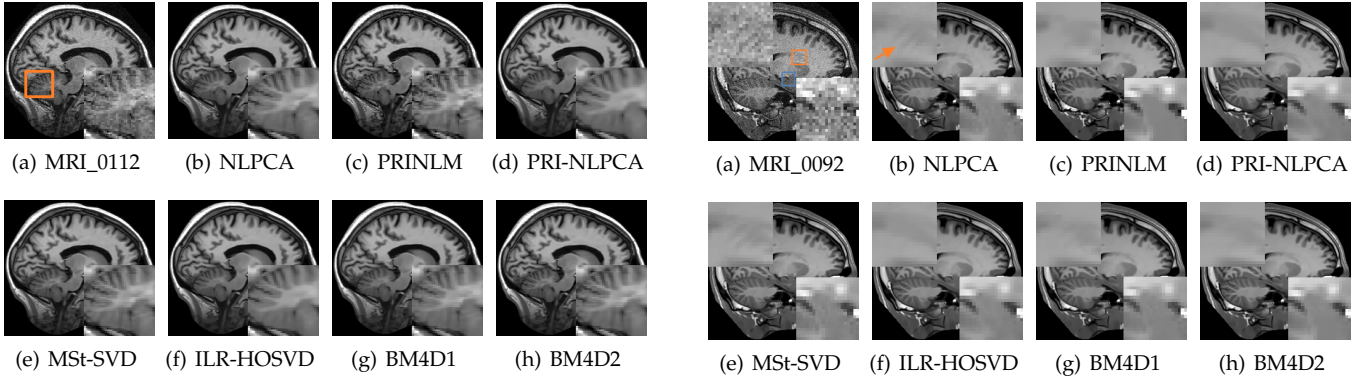 (a) MRI_0112 (b) NLPCA (c) PRINLM (d) PRI-NLPCA
(e) MSt-SVD (f) ILR-HOSVD (g) BM4D1 (h) BM4D2
(a) MRI_0092 (b) NLPCA (c) PRINLM (d) PRI-NLPCA
(e) MSt-SVD (f) ILR-HOSVD (g) BM4D1 (h) BM4D2